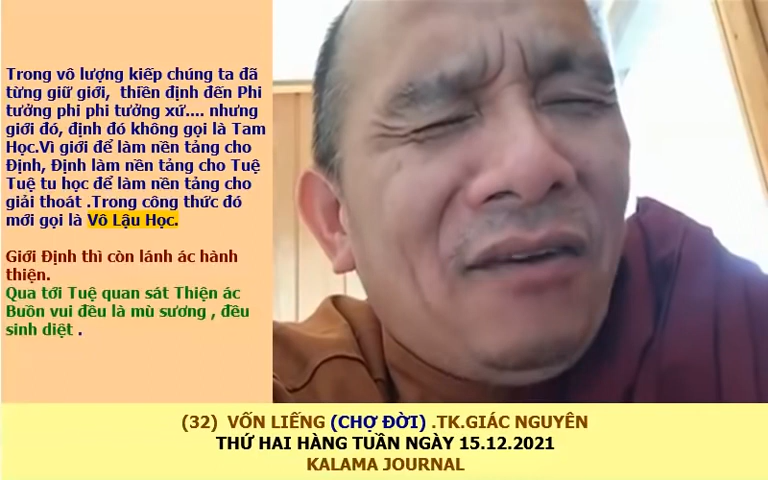 Trong vô lượng kiếp chúng ta đã
từng giữ giới,  thiền định đến Phi
tưởng phi phi tưởng xứ.... nhưng
giới đó, định đó không gọi là Tam
Học.Vì giới để làm nền tảng cho
Định, Định làm nền tảng cho Tuệ
Tuệ tu học để làm nền tảng cho
giải thoát .Trong công thức đó
mới gọi là Vô Lậu Học.
Giới Định thì còn lánh ác hành
thiện.
Qua tới Tuệ quan sát Thiện ác
Buồn vui đều là mù sương , đều
sinh diệt .
(32)  VỐN LIẾNG (CHỢ ĐỜI) .TK.GIÁC NGUYÊN
THỨ HAI HÀNG TUẦN NGÀY 15.12.2021
KALAMA JOURNAL